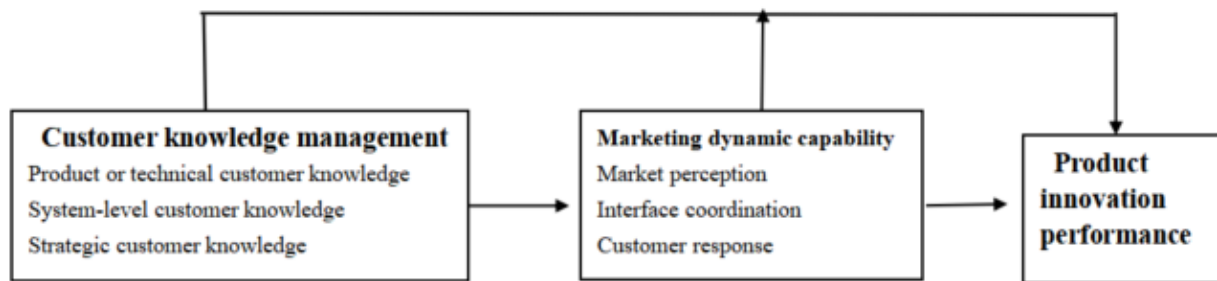 Customer knowledge management
Product or technical customer knowledge
System-level customer knowledge
Strategic customer knowledge
Marketing dynamic capability
Market perception
Interface coordination
Customer response
Product
innovation
performance